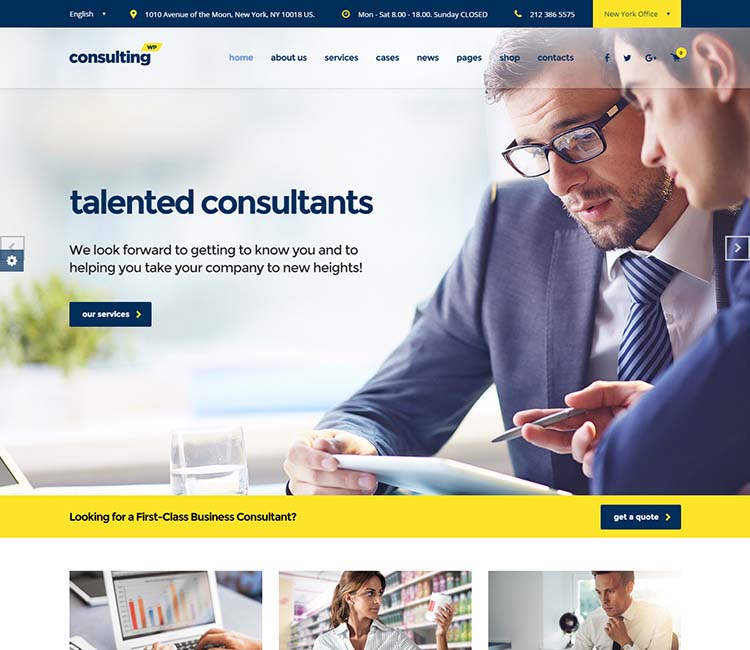 English
1010 Avenue of the Moon, New York, NY 10018 US.
Mon - Sat 8.00 - 18.00. Sunday CLOSED
212 386 5575
New York Office
consulting WP
home about us services cases news pages shop contacts
0
talented consultants
We look forward to getting to know you and to
helping you take your company to new heights!
our services
Looking for a First-Class Business Consultant?
get a quote